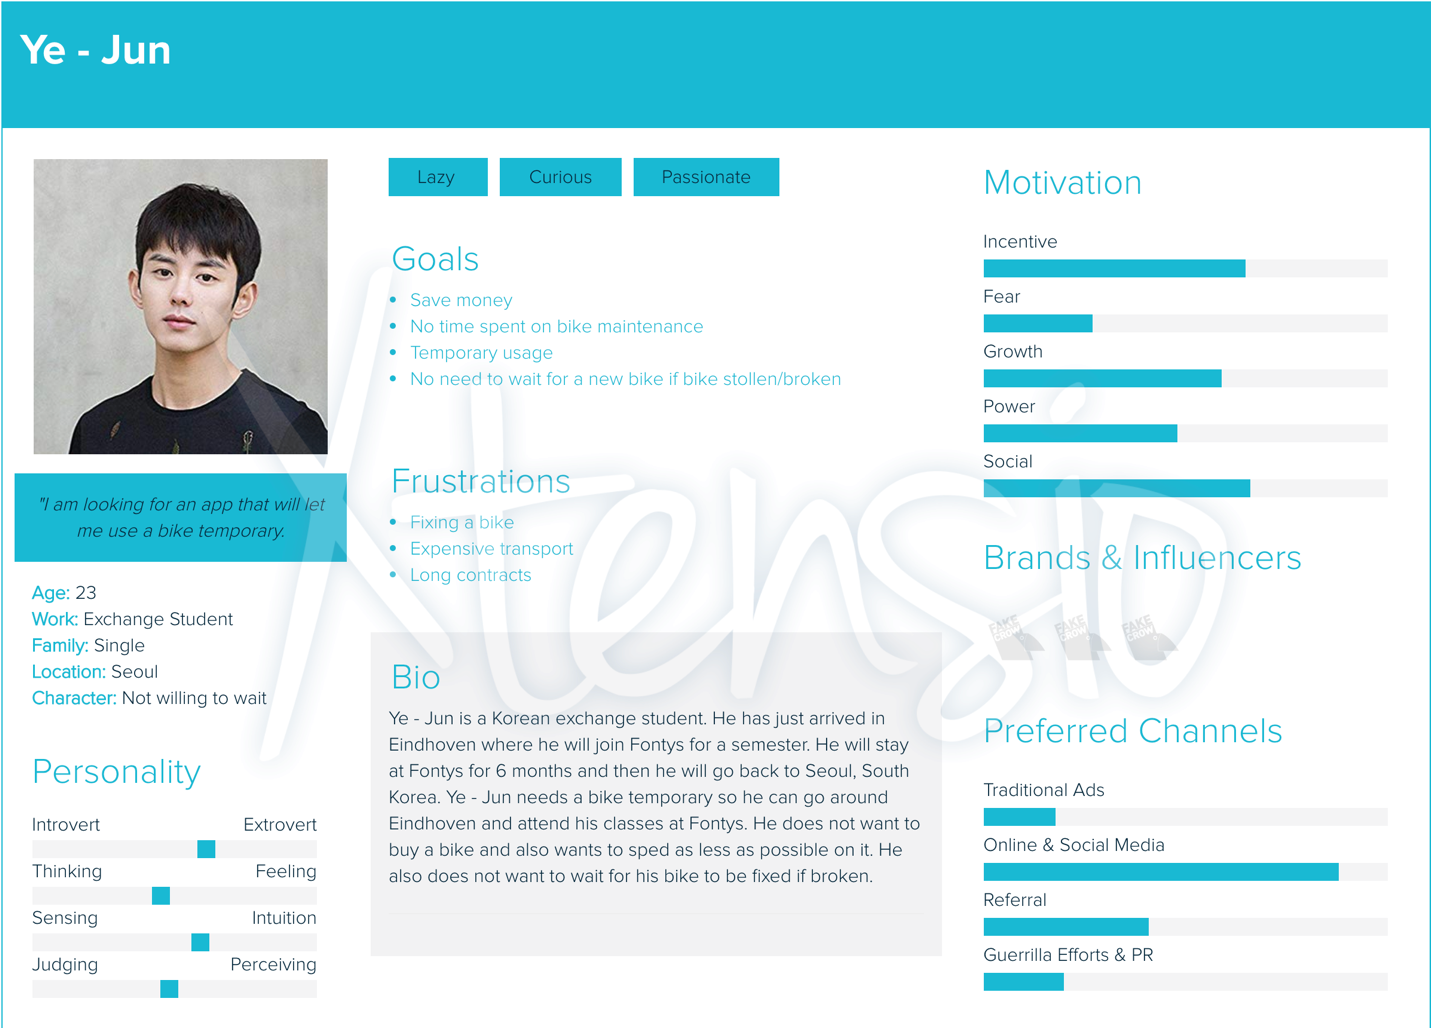 Ye - Jun
Lazy
Curious
Passionate
"I am looking for an app that will let
me use a bike temporary.
Age: 23
Work: Exchange Student
Family: Single
Location: Seoul
Character: Not willing to wait
Personality
Introvert Extrovert
Thinking Feeling
Sensing Intuition
Judging Perceiving
Goals
Save money
No time spent on bike maintenance
Temporary usage
No need to wait for a new bike if bike stollen/broken
Frustrations
Fixing a bike
Expensive transport
Long contracts
Bio
Ye - Jun is a Korean exchange student. He has just arrived in
Eindhoven where he will join Fontys for a semester. He will stay
at Fontys for 6 months and then he will go back to Seoul, South
Korea. Ye - Jun needs a bike temporary so he can go around
Eindhoven and attend his classes at Fontys. He does not want to
buy a bike and also wants to sped as less as possible on it. He
also does not want to wait for his bike to be fixed if broken.
Motivation
Incentive
Fear
Growth
Power
Social
Brands & Influencers
FAKE
CROW
FAKE
CROW
FAKE
CROW
Preferred Channels
Traditional Ads
Online & Social Media
Referral
Guerrilla Efforts & PR
Xtensio